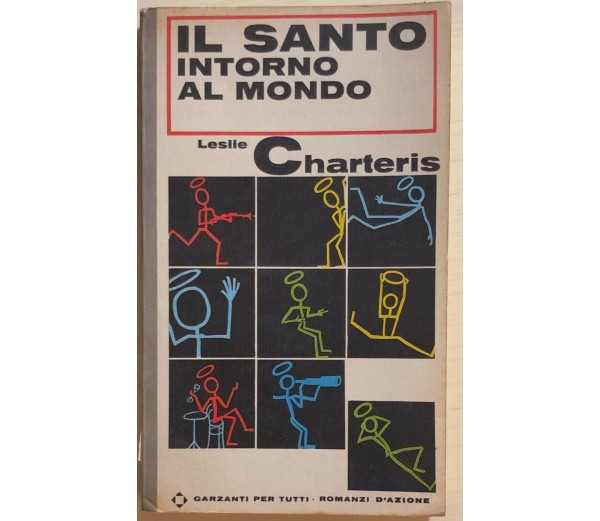 IL SANTO
INTORNO
AL MONDO
Leslie Charteris
GARZANTI PER TUTTI · ROMANZI D'AZIONE